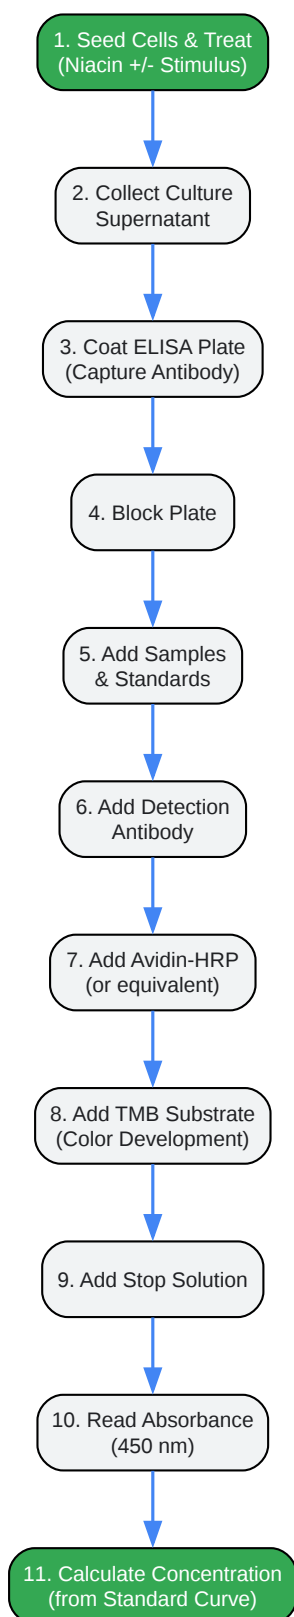 1. Seed Cells & Treat
(Niacin +/- Stimulus)
2. Collect Culture
Supernatant
3. Coat ELISA Plate
(Capture Antibody)
4. Block Plate
5. Add Samples
& Standards
6. Add Detection
Antibody
7. Add Avidin-HRP
(or equivalent)
8. Add TMB Substrate
(Color Development)
9. Add Stop Solution
10. Read Absorbance
(450 nm)
11. Calculate Concentration
(from Standard Curve)